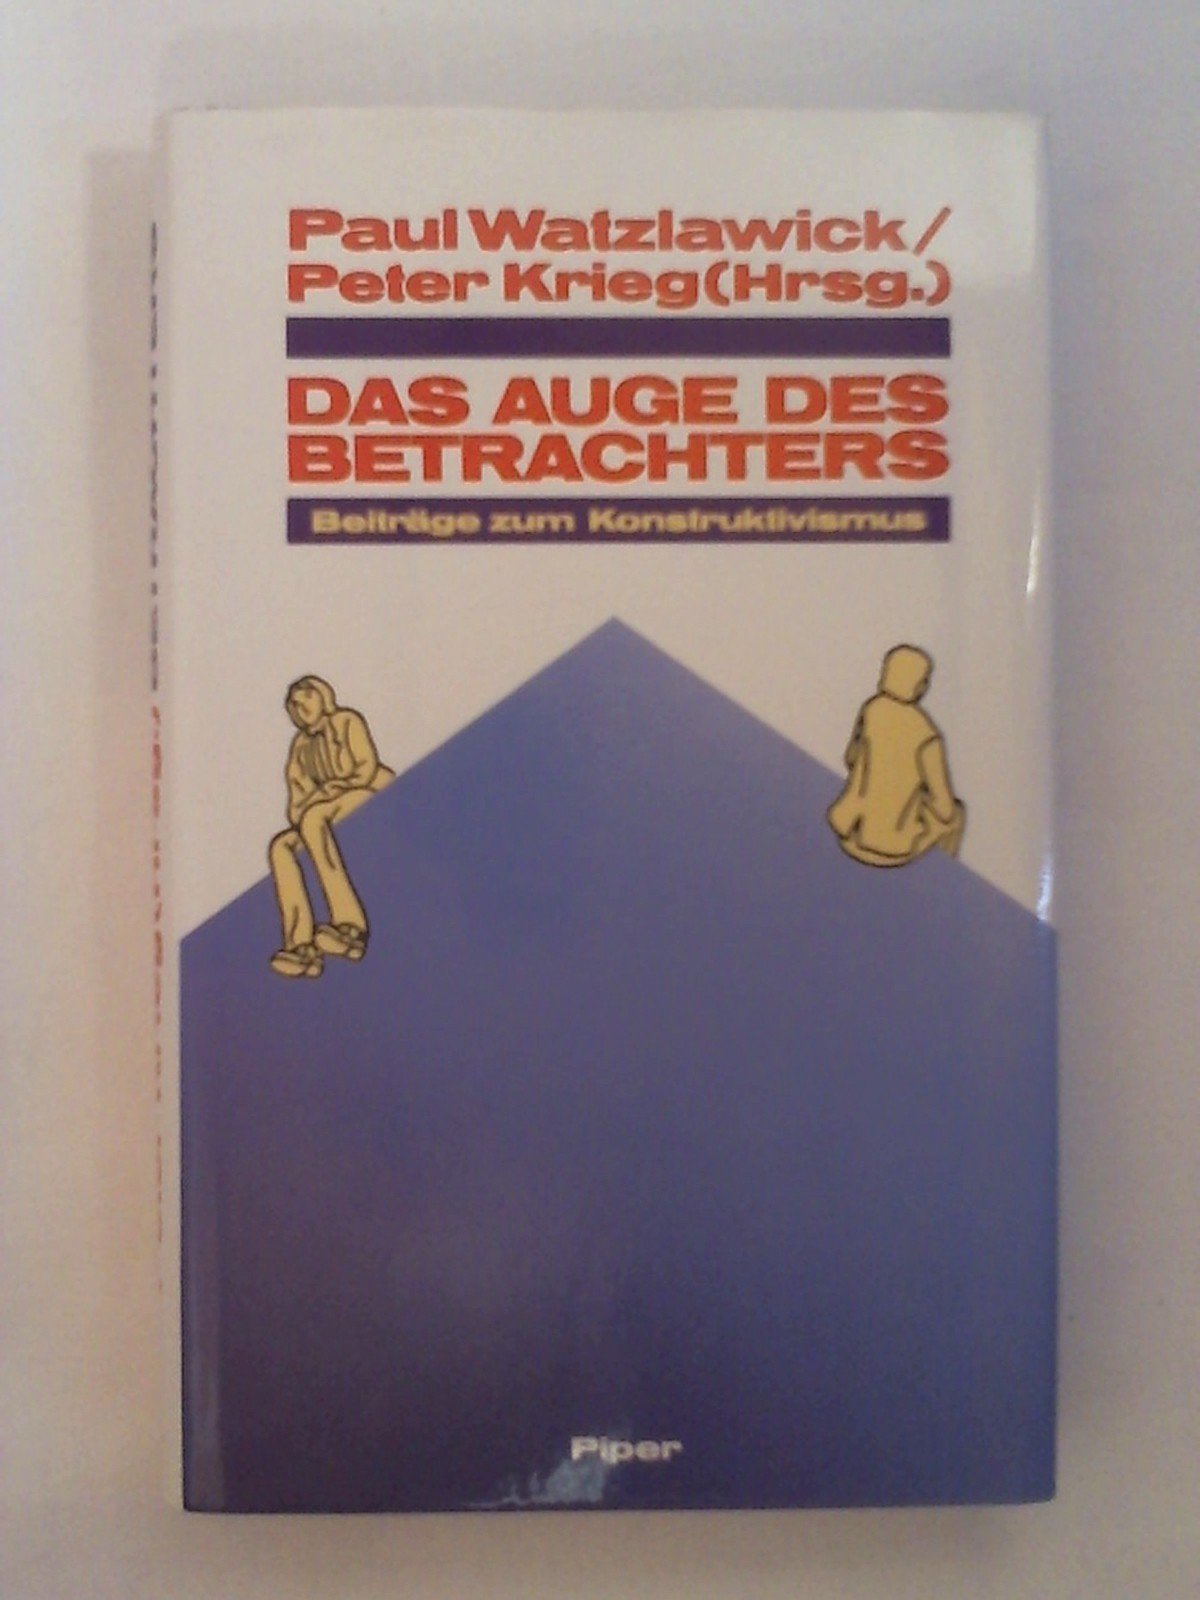 Paul Watzlawick/
Peter Krieg (Hrsg.)
DAS AUGE DES
BETRACHTERS
Beiträge zum Konstruktivismus
Piper